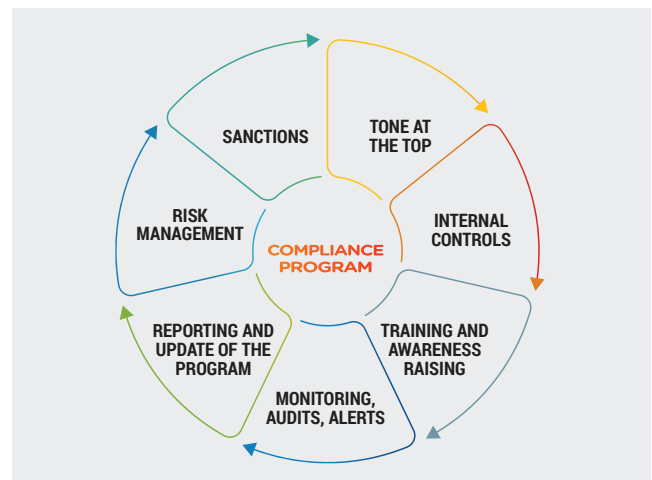 SANCTIONS
TONE AT
THE TOP
RISK
MANAGEMENT
INTERNAL
CONTROLS
COMPLIANCE
PROGRAM
REPORTING AND
UPDATE OF THE
PROGRAM
TRAINING AND
AWARENESS
RAISING
MONITORING,
AUDITS, ALERTS